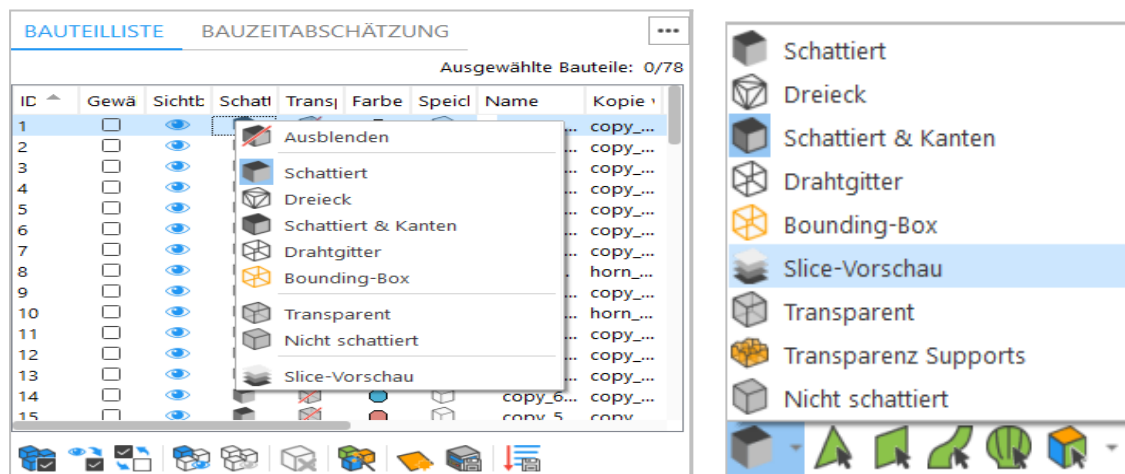 BAUTEILLISTE BAUZEITABSCHÄTZUNG
Ausgewählte Bauteile: 0/78
ID Gewä Sichtb Schatt Transp Farbe Speicl Name Kopie
1 copy_...
2 ... copy_...
3 ... copy_...
4 ... copy_...
5 ... copy_...
6 ... copy_...
7 ... copy_...
8 . horn_...
9 ... copy_...
10 ... horn_...
11 ... copy_...
12 ... copy_...
13 ... copy_...
14 copy_6... copy_...
15 copy_5 copy
Ausblenden
Schattiert
Dreieck
Schattiert & Kanten
Drahtgitter
Bounding-Box
Transparent
Nicht schattiert
Slice-Vorschau
Schattiert
Dreieck
Schattiert & Kanten
Drahtgitter
Bounding-Box
Slice-Vorschau
Transparent
Transparenz Supports
Nicht schattiert